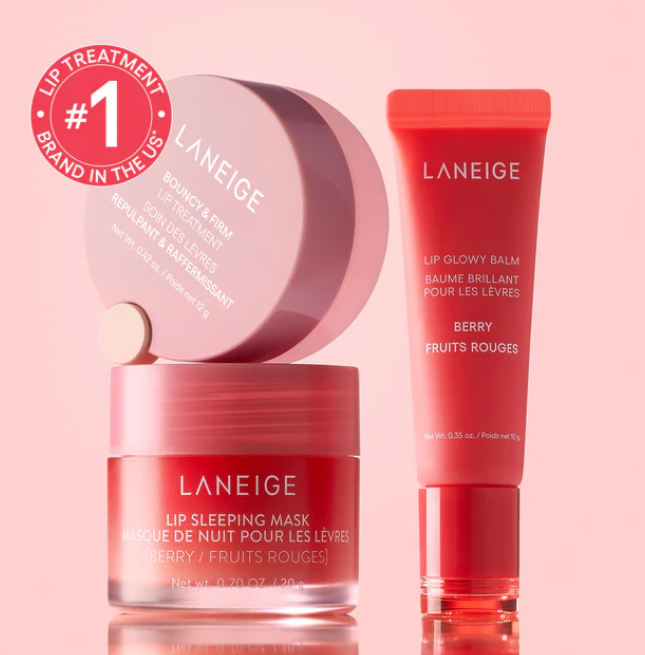 LIP TREATMENT
#1
BRAND IN THE US*
LANEIGE
BOUNCY & FIRM
LIP TREATMENT
SOIN DES LÈVRES
REPULPANT & RAFFERMISSANT
Net Wt. 0.42 oz. / Poids net 12 g
LANEIGE
LIP SLEEPING MASK
MASQUE DE NUIT POUR LES LÈVRES
[BERRY / FRUITS ROUGES]
Net wt. 0.70 OZ. / 20 g
LANEIGE
LIP GLOWY BALM
BAUME BRILLANT
POUR LES LÈVRES
BERRY
FRUITS ROUGES
Net Wt. 0.35 oz. / Poids net 10 g